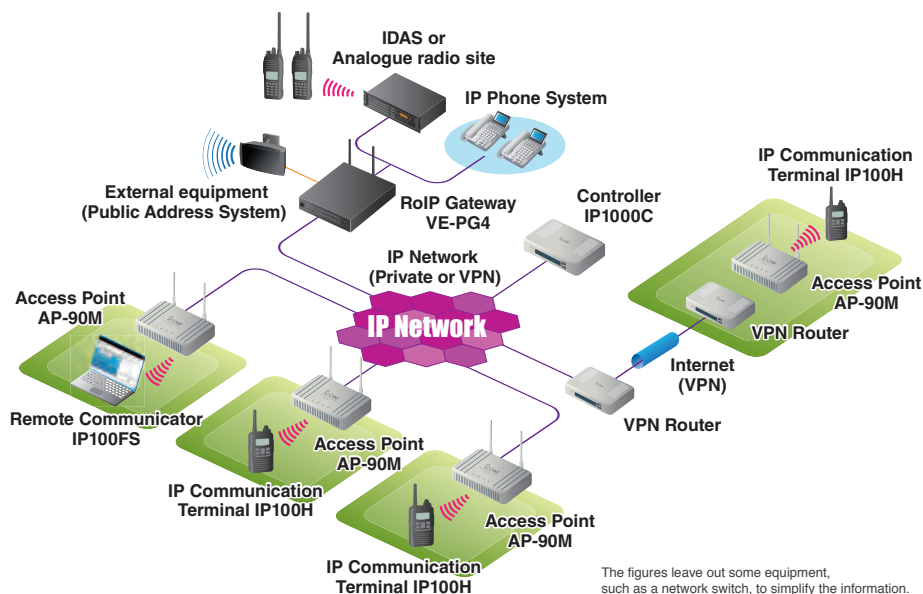 IDAS or
Analogue radio site
IP Phone System
External equipment
(Public Address System)
RoIP Gateway
VE-PG4
Controller
IP1000C
IP Communication
Terminal IP100H
IP Network
(Private or VPN)
IP Network
Access Point
AP-90M
VPN Router
Internet
(VPN)
VPN Router
Access Point
AP-90M
Remote Communicator
IP100FS
Access Point
AP-90M
IP Communication
Terminal IP100H
Access Point
AP-90M
IP Communication
Terminal IP100H
The figures leave out some equipment,
such as a network switch, to simplify the information.